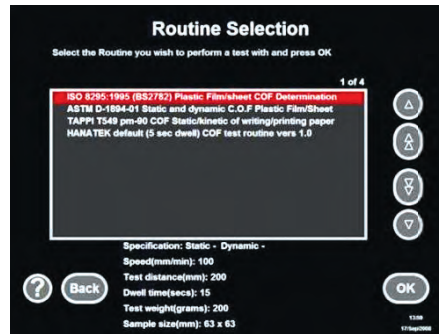 Routine Selection
Select the Routine you wish to perform a test with and press OK
1 of 4
ISO 8295:1995 (BS2782) Plastic Film/sheet COF Determination
ASTM D-1894-01 Static and dynamic C.O.F Plastic Film/Sheet
TAPPI T549 pm-90 COF Static/kinetic of writing/printing paper
HANATEK default (5 sec dwell) COF test routine vers 1.0
Specification: Static - Dynamic -
Speed(mm/min): 100
Test distance(mm): 200
Dwell time(secs): 15
Test weight(grams): 200
Sample size(mm): 63 x 63
? Back
OK
13:59
17/Sept/2008